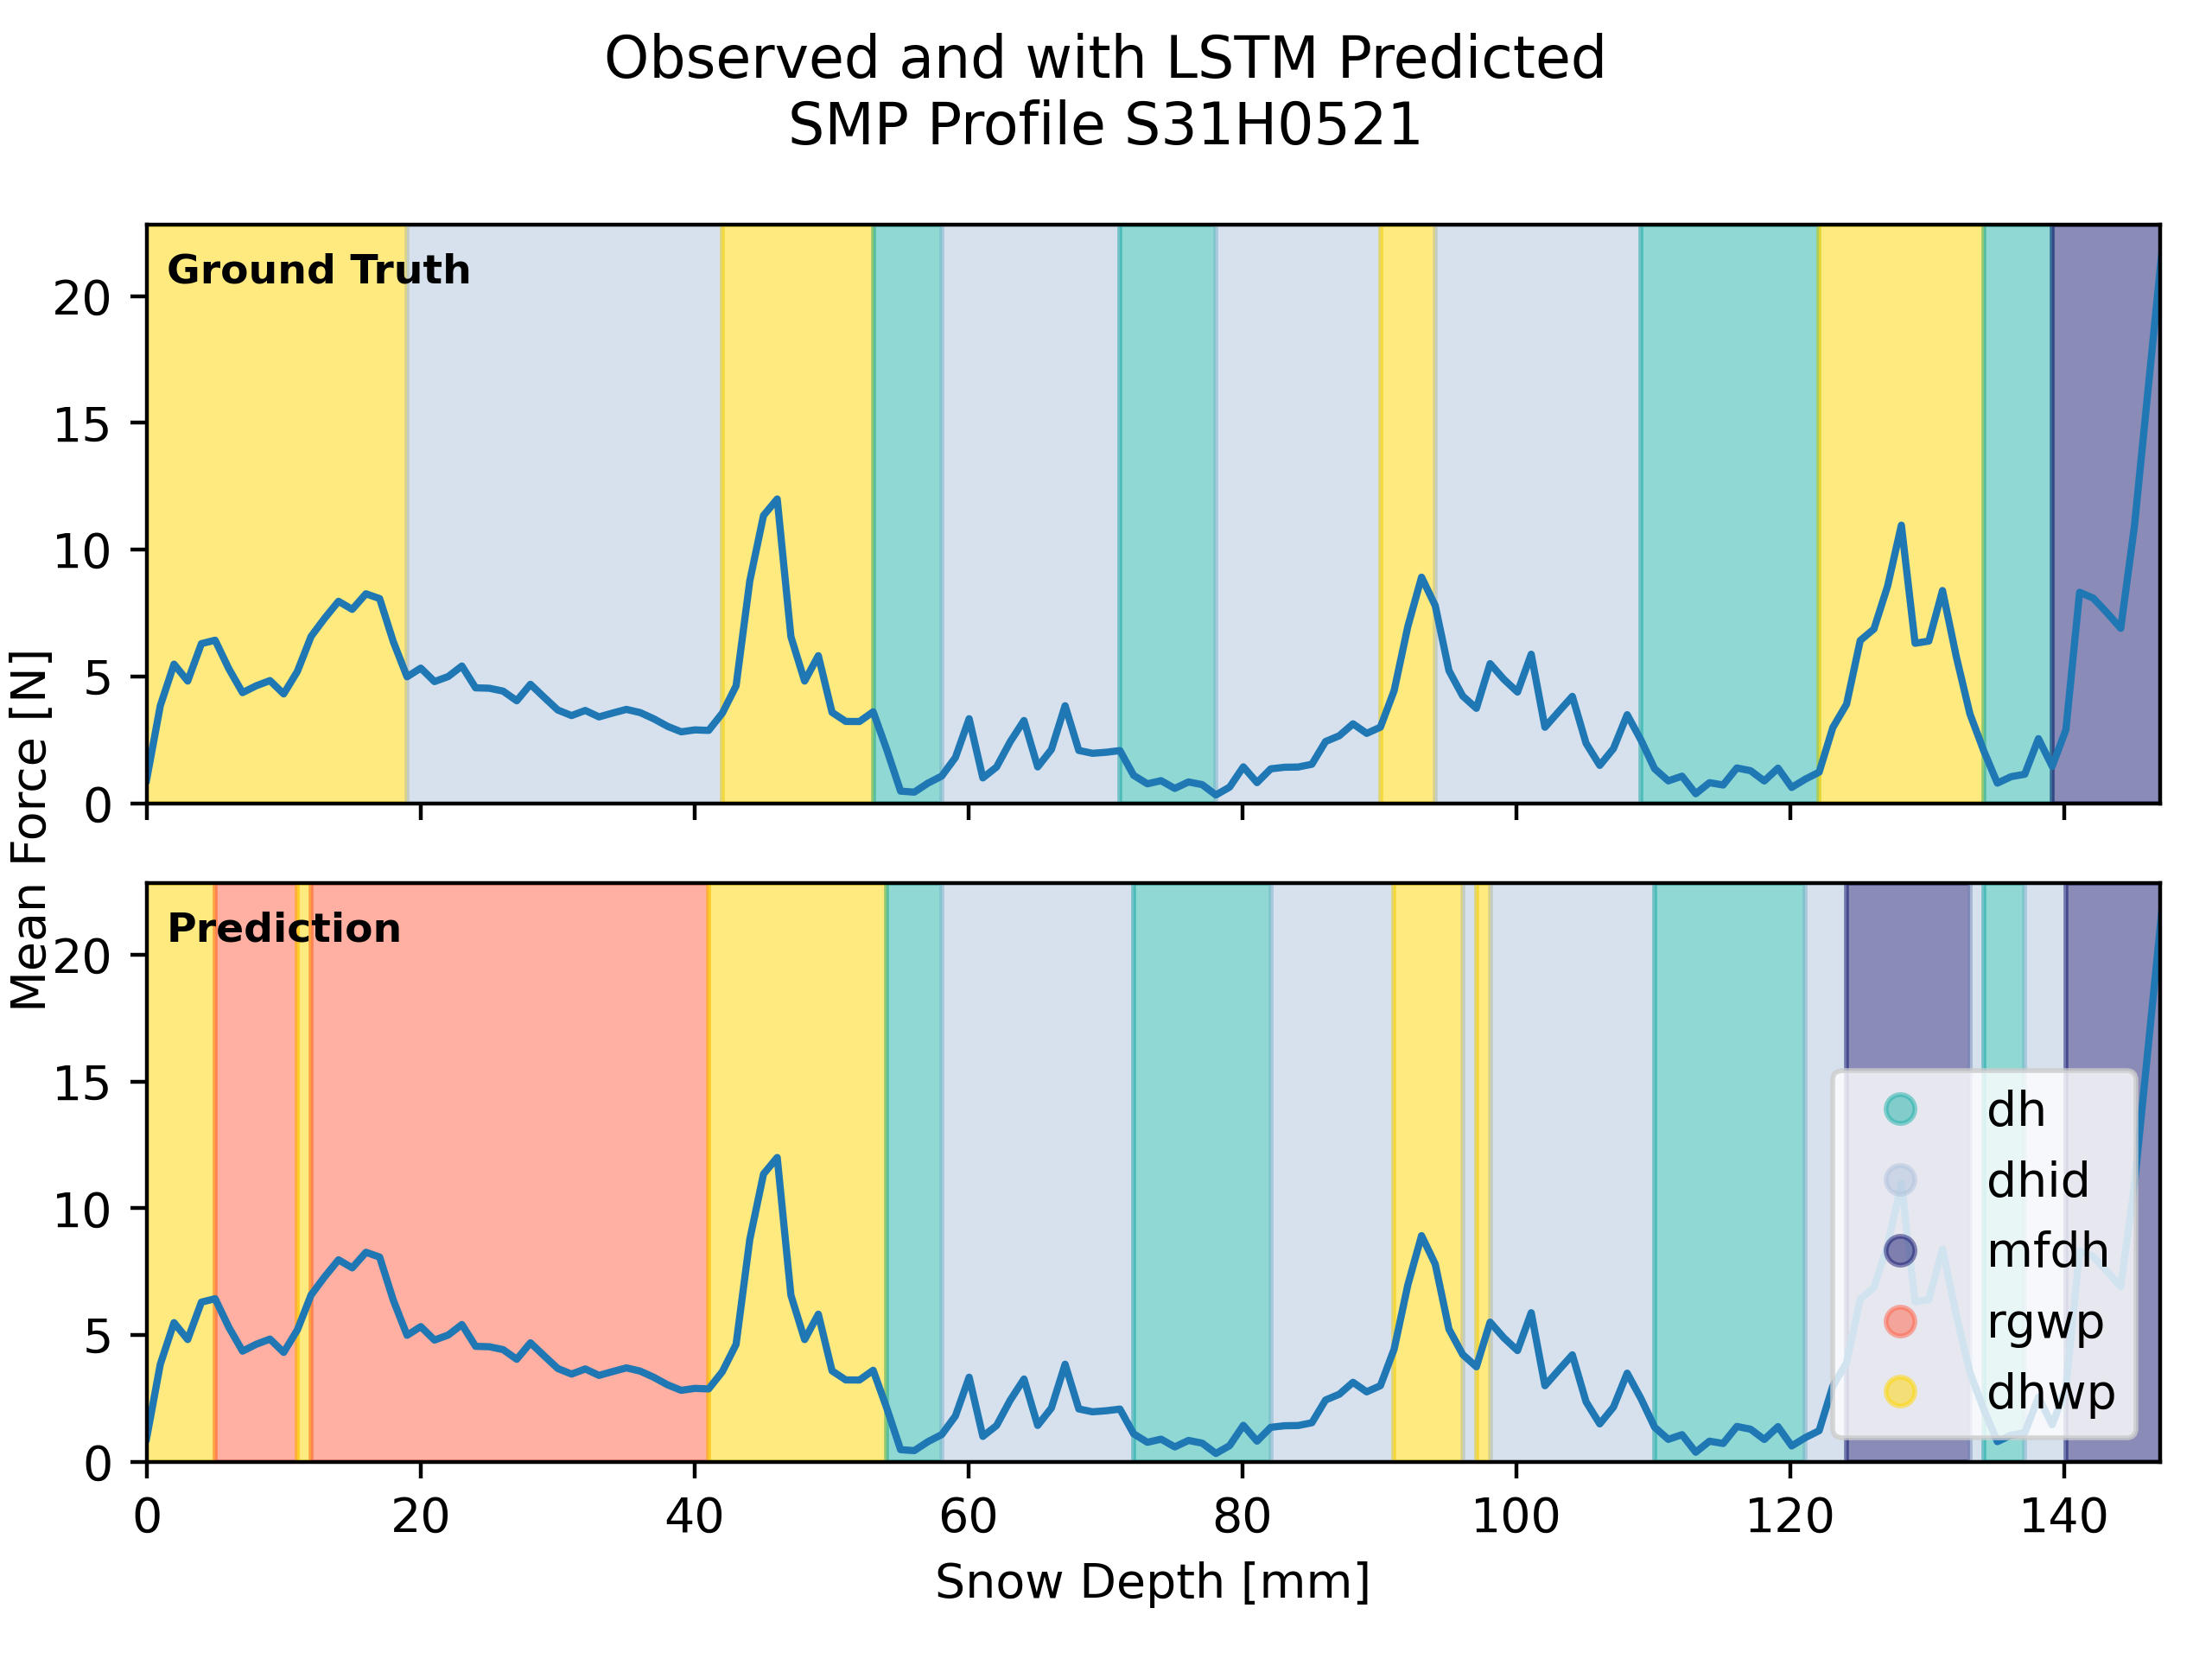 Observed and with LSTM Predicted
SMP Profile S31H0521
Ground Truth
20
15
10
5
0
Mean Force [N]
Prediction
20
15
10
5
0
dh
dhid
mfdh
rgwp
dhwp
0 20 40 60 80 100 120 140
Snow Depth [mm]